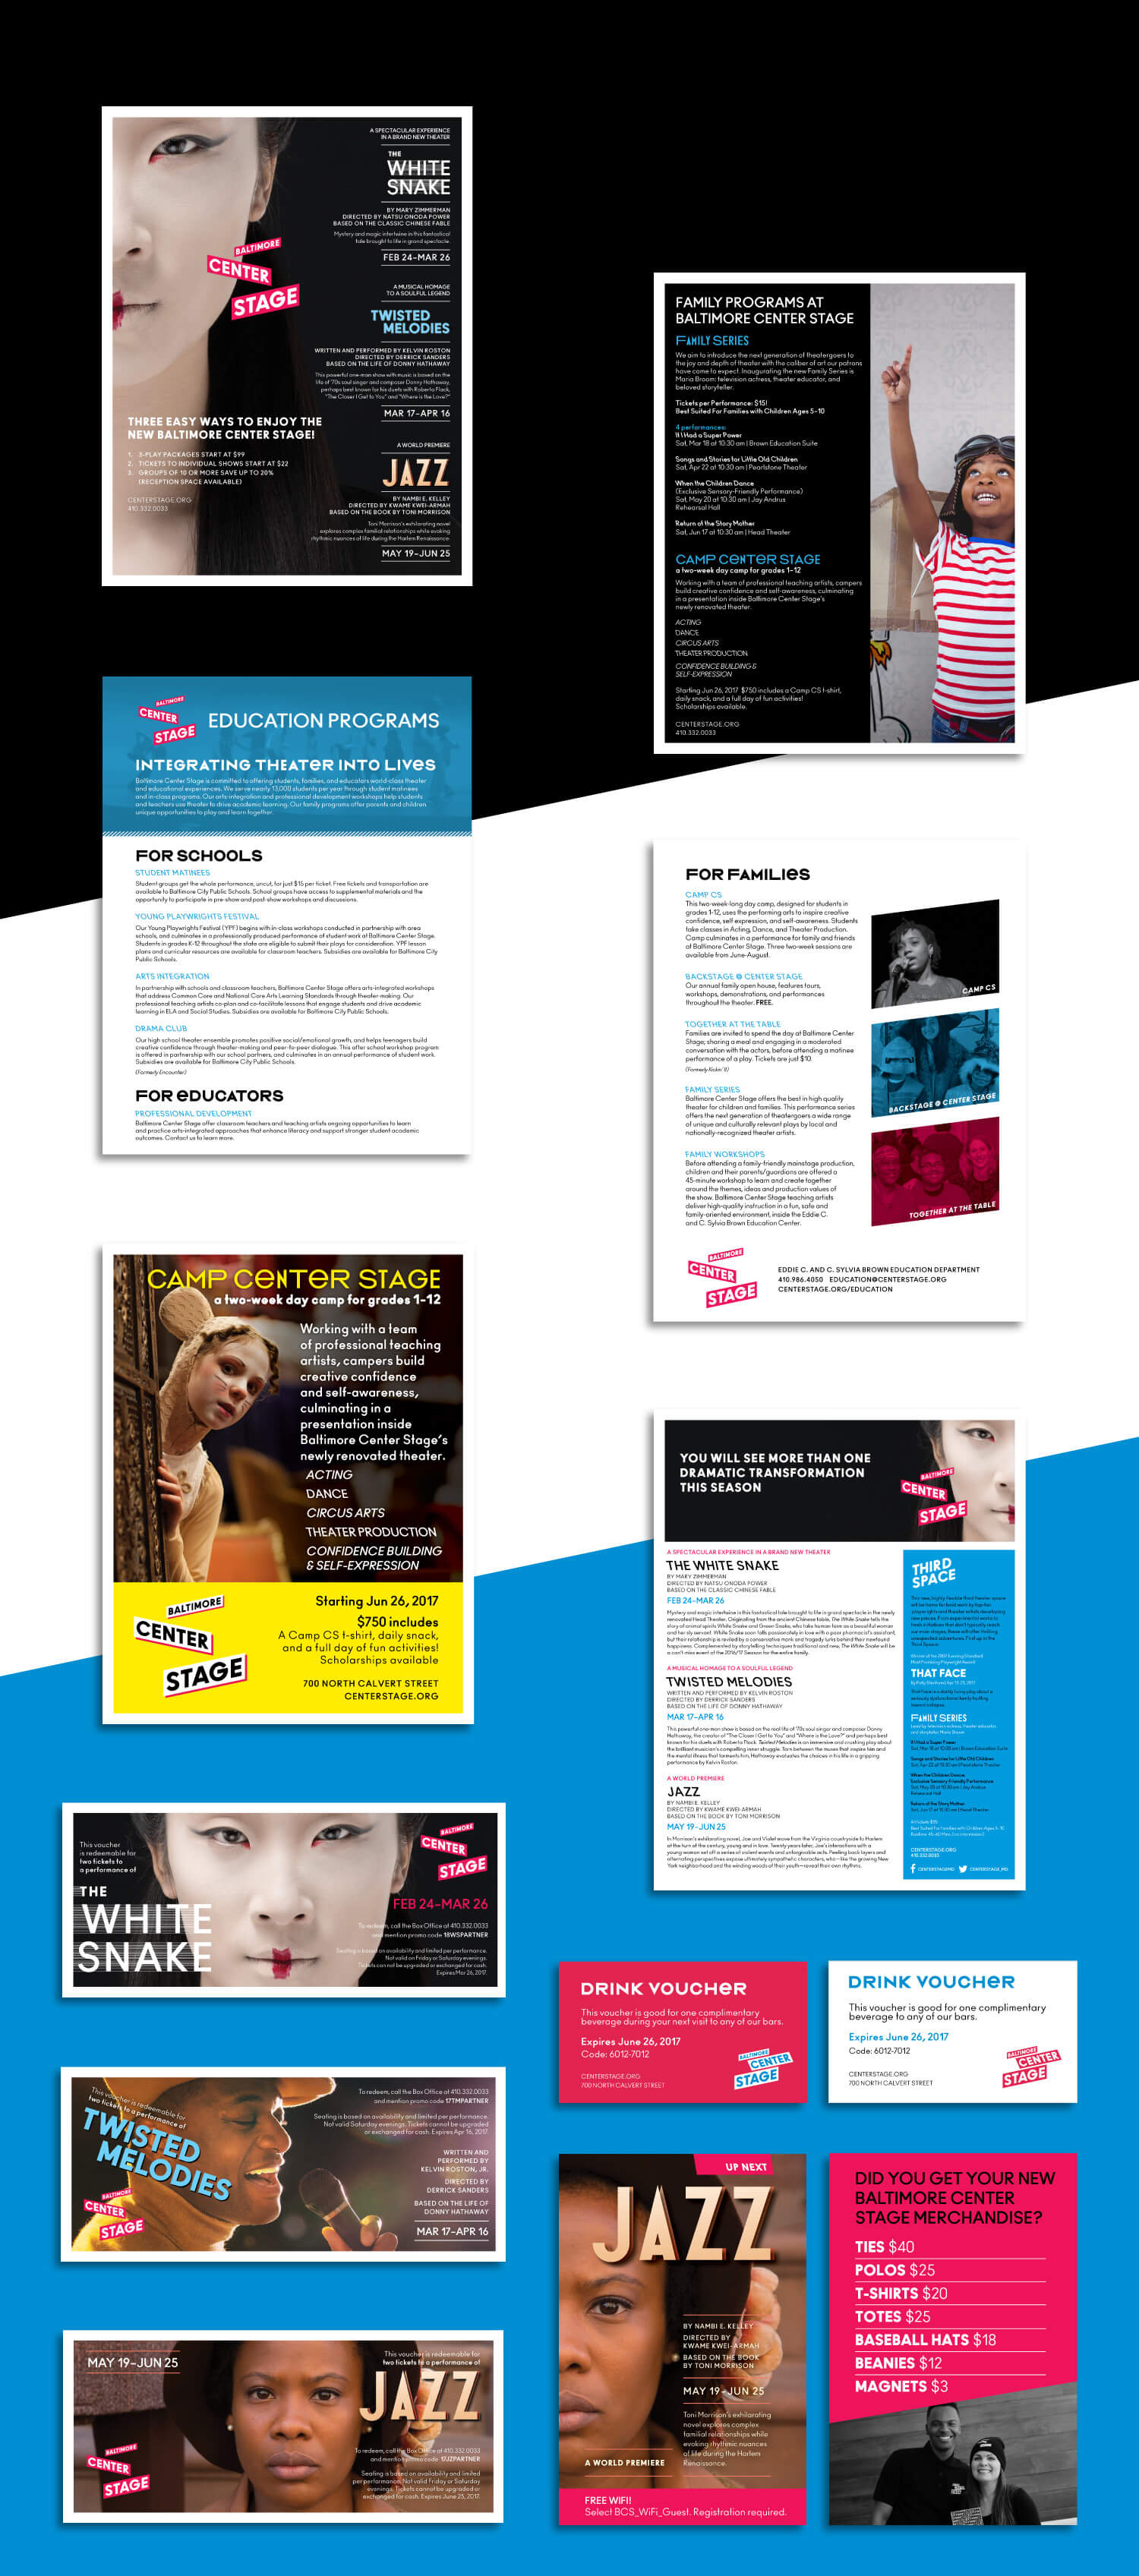 A SPECTACULAR EXPERIENCE
IN A BRAND NEW THEATER
THE
WHITE
SNAKE
BY MARY ZIMMERMAN
DIRECTED BY NATSU ONODA POWER
BASED ON THE CLASSIC CHINESE FABLE
Mystery and magic intertwine in this fantastical
tale brought to life in grand spectacle.
FEB 24–MAR 26
BALTIMORE
CENTER
STAGE
A MUSICAL HOMAGE
TO A SOULFUL LEGEND
TWISTED
MELODIES
WRITTEN AND PERFORMED BY KELVIN ROSTON
DIRECTED BY DERRICK SANDERS
BASED ON THE LIFE OF DONNY HATHAWAY
This powerful one-man show with music is based on the
life of '70s soul singer and composer Donny Hathaway,
perhaps best known for his duets with Roberta Flack,
"The Closer I Get to You" and "Where is the Love?"
MAR 17–APR 16
THREE EASY WAYS TO ENJOY THE
NEW BALTIMORE CENTER STAGE!
1. 3-PLAY PACKAGES START AT $99
2. TICKETS TO INDIVIDUAL SHOWS START AT $22
3. GROUPS OF 10 OR MORE SAVE UP TO 20%
(RECEPTION SPACE AVAILABLE)
CENTERSTAGE.ORG
410.332.0033
A WORLD PREMIERE
JAZZ
BY NAMBI E. KELLEY
DIRECTED BY KWAME KWEI-ARMAH
BASED ON THE BOOK BY TONI MORRISON
Toni Morrison's exhilarating novel
explores complex familial relationships while evoking
rhythmic nuances of life during the Harlem Renaissance.
MAY 19–JUN 25
FAMILY PROGRAMS AT
BALTIMORE CENTER STAGE
FAMILY SERIES
We aim to introduce the next generation of theatergoers to
the joy and depth of theater with the caliber of art our patrons
have come to expect. Inaugurating the new Family Series is
Maria Broom: television actress, theater educator, and
beloved storyteller.
Tickets per Performance: $15!
Best Suited For Families with Children Ages 5–10
4 performances:
If I Had a Super Power
Sat, Mar 18 at 10:30 am | Brown Education Suite
Songs and Stories for Little Old Children
Sat, Apr 22 at 10:30 am | Pearlstone Theater
When the Children Dance
(Exclusive Sensory-Friendly Performance)
Sat, May 20 at 10:30 am | Jay Andrus
Rehearsal Hall
Return of the Story Mother
Sat, Jun 17 at 10:30 am | Head Theater
CAMP CENTER STAGE
a two-week day camp for grades 1–12
Working with a team of professional teaching artists, campers
build creative confidence and self-awareness, culminating
in a presentation inside Baltimore Center Stage's
newly renovated theater.
ACTING
DANCE
CIRCUS ARTS
THEATER PRODUCTION
CONFIDENCE BUILDING &
SELF-EXPRESSION
Starting Jun 26, 2017 $750 includes a Camp CS t-shirt,
daily snack, and a full day of fun activities!
Scholarships available.
CENTERSTAGE.ORG
410.332.0033
BALTIMORE
CENTER
STAGE
EDUCATION PROGRAMS
INTEGRATING THEATER INTO LIVES
Baltimore Center Stage is committed to offering students, families, and educators world-class theater
and educational experiences. We serve nearly 13,000 students per year through student matinees
and in-class programs. Our arts-integration and professional development workshops help students
and teachers use theater to drive academic learning. Our family programs offer parents and children
unique opportunities to play and learn together.
FOR SCHOOLS
STUDENT MATINEES
Student groups get the whole performance, uncut, for just $15 per ticket. Free tickets and transportation are
available to Baltimore City Public Schools. School groups have access to supplemental materials and the
opportunity to participate in pre-show and post-show workshops and discussions.
YOUNG PLAYWRIGHTS FESTIVAL
Our Young Playwrights Festival (YPF) begins with in-class workshops conducted in partnership with area
schools, and culminates in a professionally produced performance of student work at Baltimore Center Stage.
Students in grades K-12 throughout the state are eligible to submit their plays for consideration. YPF lesson
plans and curricular resources are available for classroom teachers. Subsidies are available for Baltimore City
Public Schools.
ARTS INTEGRATION
In partnership with schools and classroom teachers, Baltimore Center Stage offers arts-integrated workshops
that address Common Core and National Core Arts Learning Standards through theater making. Our
professional teaching artists co-plan and co-facilitate lessons that engage students and drive academic
learning in ELA and Social Studies. Subsidies are available for Baltimore City Public Schools.
DRAMA CLUB
Our high school theater ensemble promotes positive social/emotional growth, and helps teenagers build
creative confidence through theater-making and peer-to-peer dialogue. This after school workshop program
is offered in partnership with our school partners, and culminates in an annual performance of student work.
Subsidies are available for Baltimore City Public Schools.
(Formerly Encounter)
FOR EDUCATORS
PROFESSIONAL DEVELOPMENT
Baltimore Center Stage offer classroom teachers and teaching artists ongoing opportunities to learn
and practice arts-integrated approaches that enhance literacy and support stronger student academic
outcomes. Contact us to learn more.
FOR FAMILIES
CAMP CS
This two-week-long day camp, designed for students in
grades 1-12, uses the performing arts to inspire creative
confidence, self expression, and self-awareness. Students
take classes in Acting, Dance, and Theater Production.
Camp culminates in a performance for family and friends
at Baltimore Center Stage. Three two-week sessions are
available from June-August.
BACKSTAGE @ CENTER STAGE
Our annual family open house, features tours,
workshops, demonstrations, and performances
throughout the theater. FREE.
TOGETHER AT THE TABLE
Families are invited to spend the day at Baltimore Center
Stage; sharing a meal and engaging in a moderated
conversation with the actors, before attending a matinee
performance of a play. Tickets are just $10.
(Formerly Kickin' It)
FAMILY SERIES
Baltimore Center Stage offers the best in high quality
theater for children and families. This performance series
offers the next generation of theatergoers a wide range
of unique and culturally relevant plays by local and
nationally-recognized theater artists.
FAMILY WORKSHOPS
Before attending a family-friendly mainstage production,
children and their parents/guardians are offered a
45-minute workshop to learn and create together
around the themes, ideas and production values of
the show. Baltimore Center Stage teaching artists
deliver high-quality instruction in a fun, safe and
family-oriented environment, inside the Eddie C.
and C. Sylvia Brown Education Center.
CAMP CS
BACKSTAGE @ CENTER STAGE
TOGETHER AT THE TABLE
BALTIMORE
CENTER
STAGE
EDDIE C. AND C. SYLVIA BROWN EDUCATION DEPARTMENT
410.986.4050 EDUCATION@CENTERSTAGE.ORG
CENTERSTAGE.ORG/EDUCATION
CAMP CENTER STAGE
a two-week day camp for grades 1–12
Working with a team
of professional teaching
artists, campers build
creative confidence
and self-awareness,
culminating in a
presentation inside
Baltimore Center Stage's
newly renovated theater.
ACTING
DANCE
CIRCUS ARTS
THEATER PRODUCTION
CONFIDENCE BUILDING
& SELF-EXPRESSION
BALTIMORE
CENTER
STAGE
Starting Jun 26, 2017
$750 includes
A Camp CS t-shirt, daily snack,
and a full day of fun activities!
Scholarships available
700 NORTH CALVERT STREET
CENTERSTAGE.ORG
YOU WILL SEE MORE THAN ONE
DRAMATIC TRANSFORMATION
THIS SEASON
BALTIMORE
CENTER
STAGE
A SPECTACULAR EXPERIENCE IN A BRAND NEW THEATER
THE WHITE SNAKE
BY MARY ZIMMERMAN
DIRECTED BY NATSU ONODA POWER
BASED ON THE CLASSIC CHINESE FABLE
FEB 24–MAR 26
A MUSICAL HOMAGE TO A SOULFUL LEGEND
TWISTED MELODIES
WRITTEN AND PERFORMED BY KELVIN ROSTON
DIRECTED BY DERRICK SANDERS
BASED ON THE LIFE OF DONNY HATHAWAY
MAR 17–APR 16
A WORLD PREMIERE
JAZZ
BY NAMBI E. KELLEY
DIRECTED BY KWAME KWEI-ARMAH
BASED ON THE BOOK BY TONI MORRISON
MAY 19–JUN 25
THIRD
SPACE
THAT FACE
FAMILY SERIES
CENTERSTAGE.ORG
410.332.0033
CENTERSTAGEMD CENTERSTAGE_MD
This voucher
is redeemable for
two tickets to
a performance of
THE
WHITE
SNAKE
BALTIMORE
CENTER
STAGE
FEB 24–MAR 26
To redeem, call the Box Office at 410.332.0033
and mention promo code 18WSPARTNER
Seating is based on availability and limited per performance.
Not valid on Friday or Saturday evenings.
Tickets cannot be upgraded or exchanged for cash.
Expires Mar 26, 2017.
DRINK VOUCHER
This voucher is good for one complimentary
beverage during your next visit to any of our bars.
Expires June 26, 2017
Code: 6012-7012
CENTERSTAGE.ORG
700 NORTH CALVERT STREET
BALTIMORE
CENTER
STAGE
DRINK VOUCHER
This voucher is good for one complimentary
beverage to any of our bars.
Expires June 26, 2017
Code: 6012-7012
CENTERSTAGE.ORG
700 NORTH CALVERT STREET
BALTIMORE
CENTER
STAGE
This voucher is redeemable for
two tickets to a performance of
TWISTED
MELODIES
BALTIMORE
CENTER
STAGE
To redeem, call the Box Office at 410.332.0033
and mention promo code 17TMPARTNER
Seating is based on availability and limited per performance.
Not valid Saturday evenings. Tickets cannot be upgraded
or exchanged for cash. Expires Apr 16, 2017.
WRITTEN AND
PERFORMED BY
KELVIN ROSTON, JR.
DIRECTED BY
DERRICK SANDERS
BASED ON THE LIFE OF
DONNY HATHAWAY
MAR 17–APR 16
MAY 19–JUN 25
This voucher is redeemable for
two tickets to a performance of
JAZZ
BALTIMORE
CENTER
STAGE
To redeem, call the Box Office at 410.332.0033
and mention promo code 17JZPARTNER
Seating is based on availability and limited
per performance. Not valid Friday or Saturday
evenings. Tickets cannot be upgraded or
exchanged for cash. Expires June 25, 2017.
UP NEXT
JAZZ
BY NAMBI E. KELLEY
DIRECTED BY
KWAME KWEI-ARMAH
BASED ON THE BOOK
BY TONI MORRISON
MAY 19–JUN 25
Toni Morrison's exhilarating
novel explores complex
familial relationships while
evoking rhythmic nuances
of life during the Harlem
Renaissance.
A WORLD PREMIERE
FREE WIFI!
Select BCS_WiFi_Guest. Registration required.
DID YOU GET YOUR NEW
BALTIMORE CENTER
STAGE MERCHANDISE?
TIES $40
POLOS $25
T-SHIRTS $20
TOTES $25
BASEBALL HATS $18
BEANIES $12
MAGNETS $3